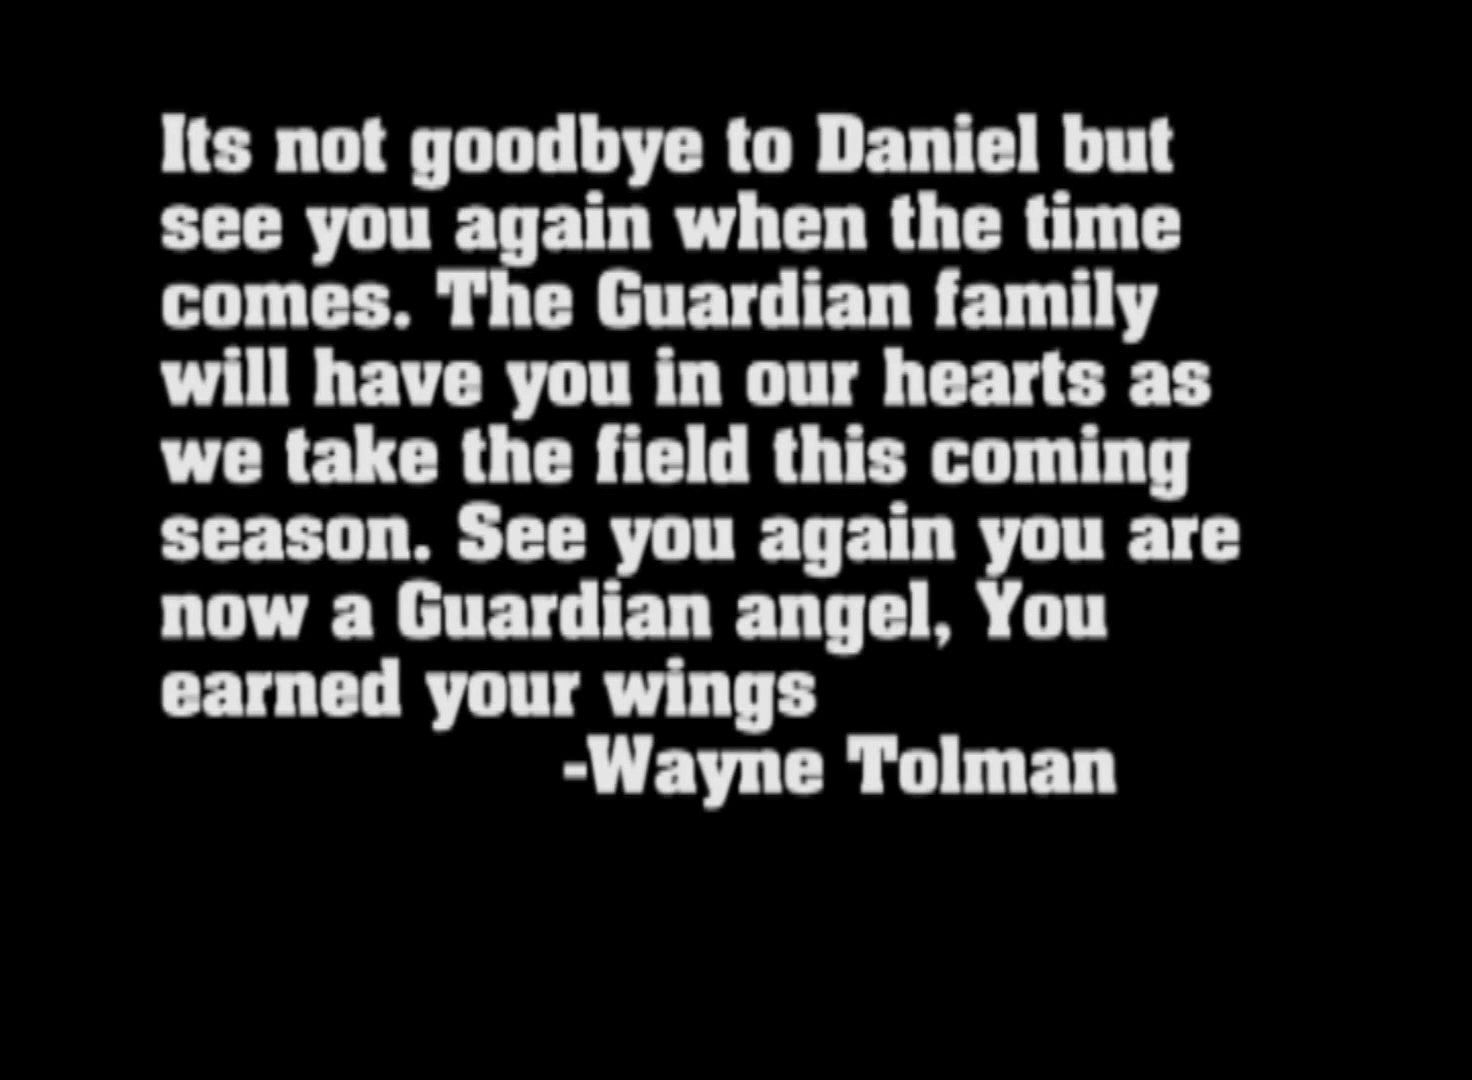 Its not goodbye to Daniel but
see you again when the time
comes. The Guardian family
will have you in our hearts as
we take the field this coming
season. See you again you are
now a Guardian angel, You
earned your wings
-Wayne Tolman